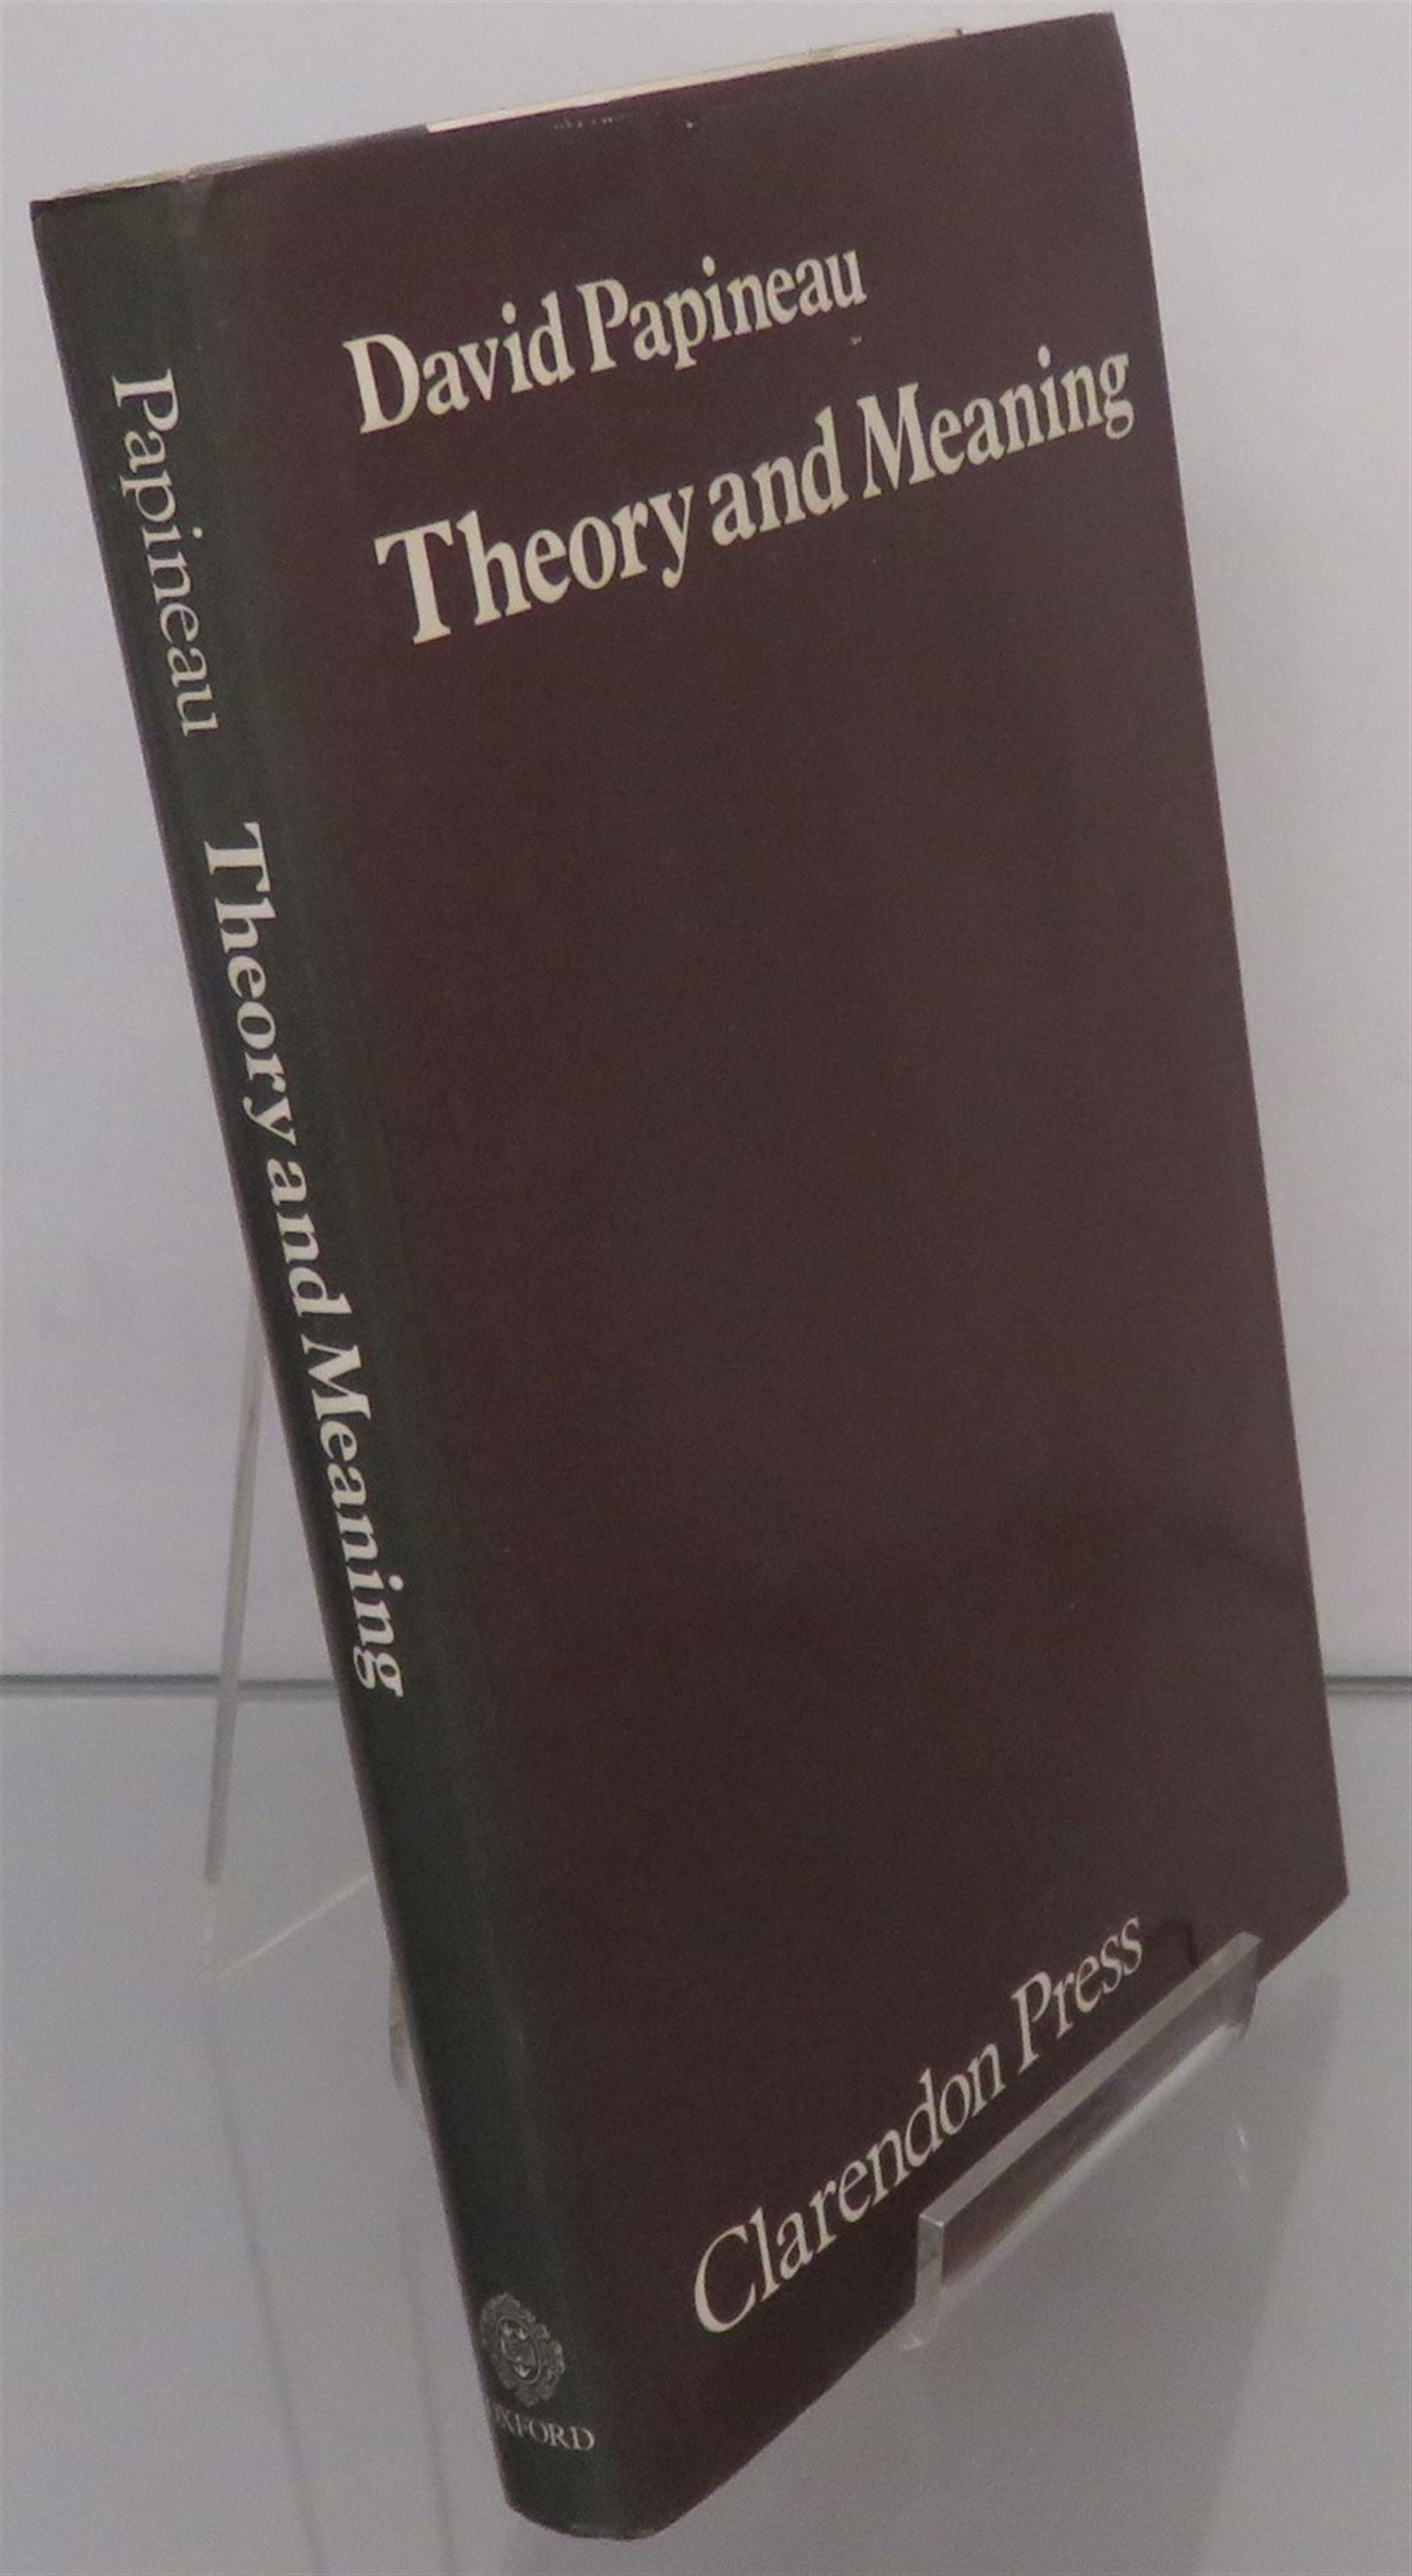 David Papineau
Theory and Meaning
Clarendon Press
Papineau Theory and Meaning
OXFORD